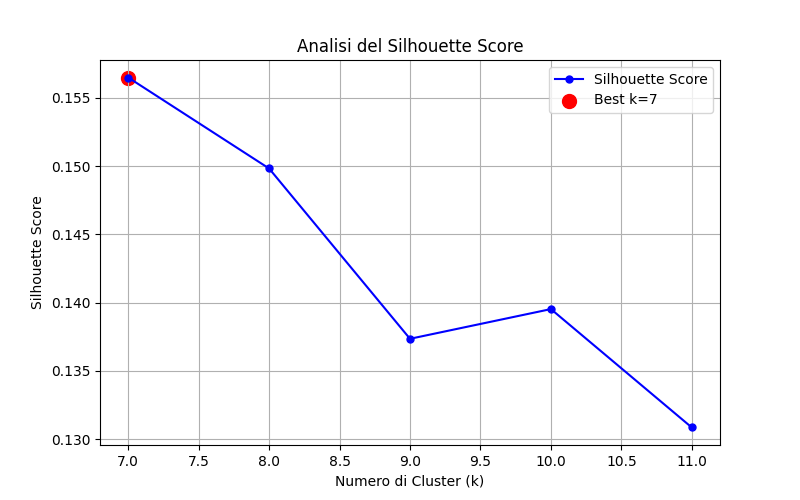 Analisi del Silhouette Score
Silhouette Score
Best k=7
Silhouette Score
0.155
0.150
0.145
0.140
0.135
0.130
7.0 7.5 8.0 8.5 9.0 9.5 10.0 10.5 11.0
Numero di Cluster (k)